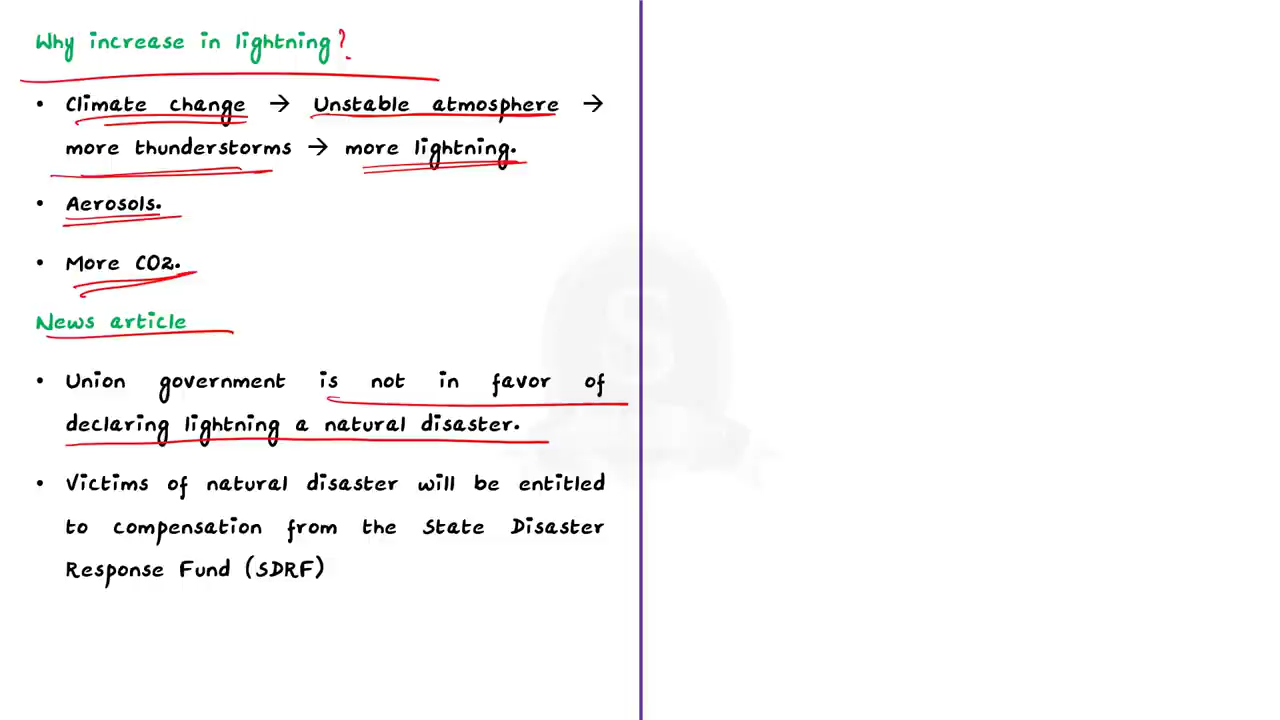 Why increase in lightning?
• Climate change → Unstable atmosphere →
more thunderstorms → more lightning.
• Aerosols.
• More CO2.
News article
• Union government is not in favor of
declaring lightning a natural disaster.
• Victims of natural disaster will be entitled
to compensation from the State Disaster
Response Fund (SDRF)
S